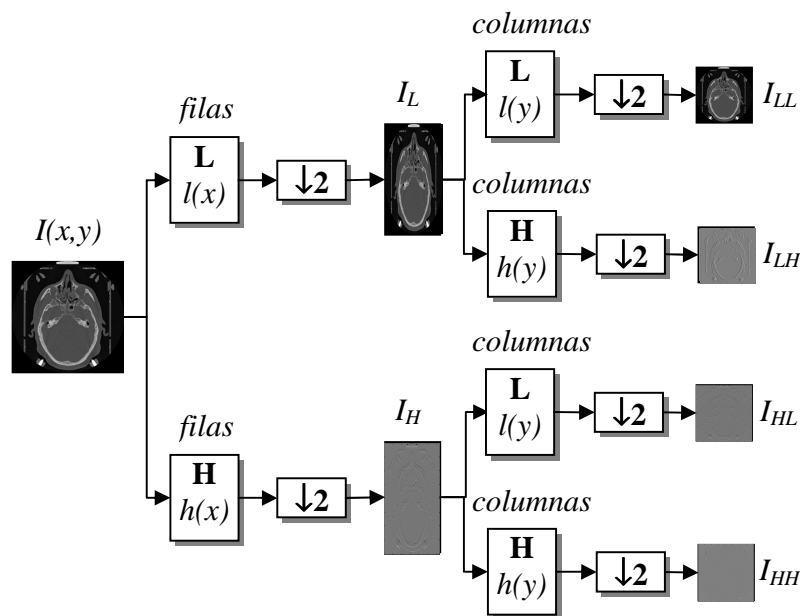 columnas
L
l(y)
↓2
I_LL
filas
L
l(x)
↓2
I_L
columnas
H
h(y)
↓2
I_LH
I(x,y)
columnas
L
l(y)
↓2
I_HL
filas
H
h(x)
↓2
I_H
columnas
H
h(y)
↓2
I_HH